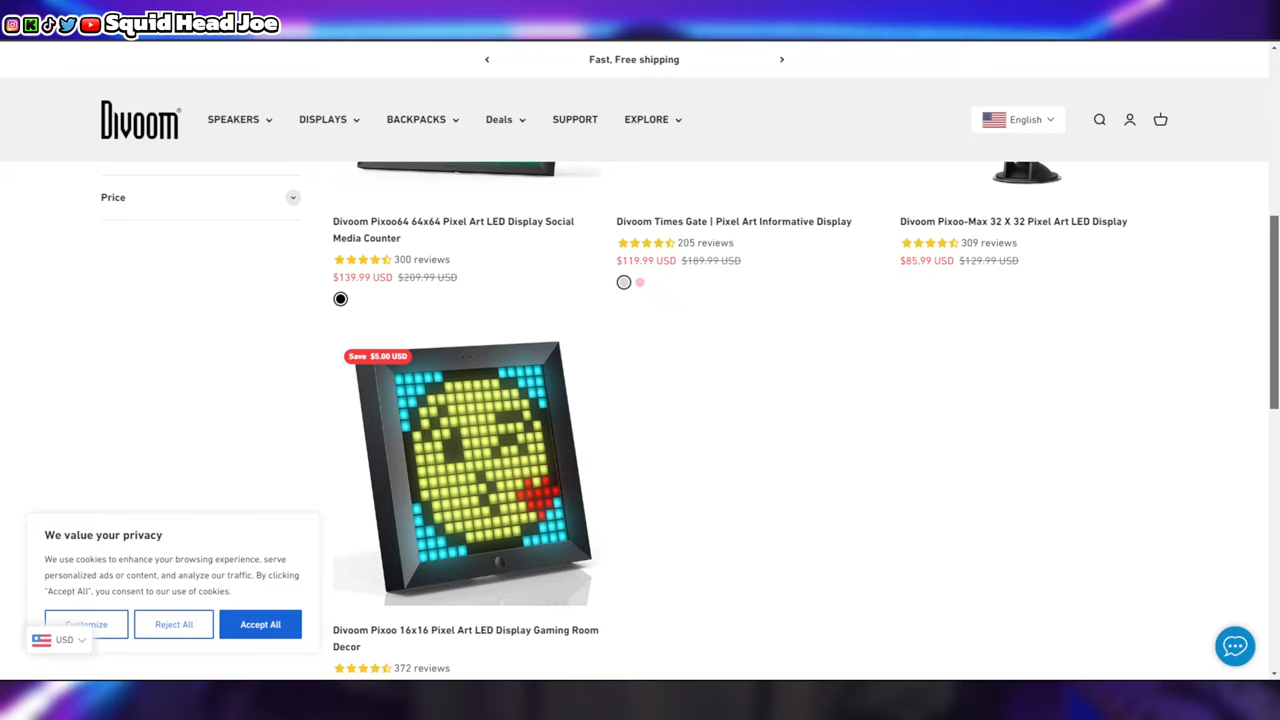 Squid Head Joe
Fast, Free shipping
Divoom®
SPEAKERS
DISPLAYS
BACKPACKS
Deals
SUPPORT
EXPLORE
English
Price
Divoom Pixoo64 64x64 Pixel Art LED Display Social
Media Counter
300 reviews
$139.99 USD $209.99 USD
Divoom Times Gate | Pixel Art Informative Display
205 reviews
$119.99 USD $189.99 USD
Divoom Pixoo-Max 32 X 32 Pixel Art LED Display
309 reviews
$85.99 USD $129.99 USD
Save $5.00 USD
Divoom Pixoo 16x16 Pixel Art LED Display Gaming Room
Decor
372 reviews
We value your privacy
We use cookies to enhance your browsing experience, serve
personalized ads or content, and analyze our traffic. By clicking
"Accept All", you consent to our use of cookies.
Customize
Reject All
Accept All
USD